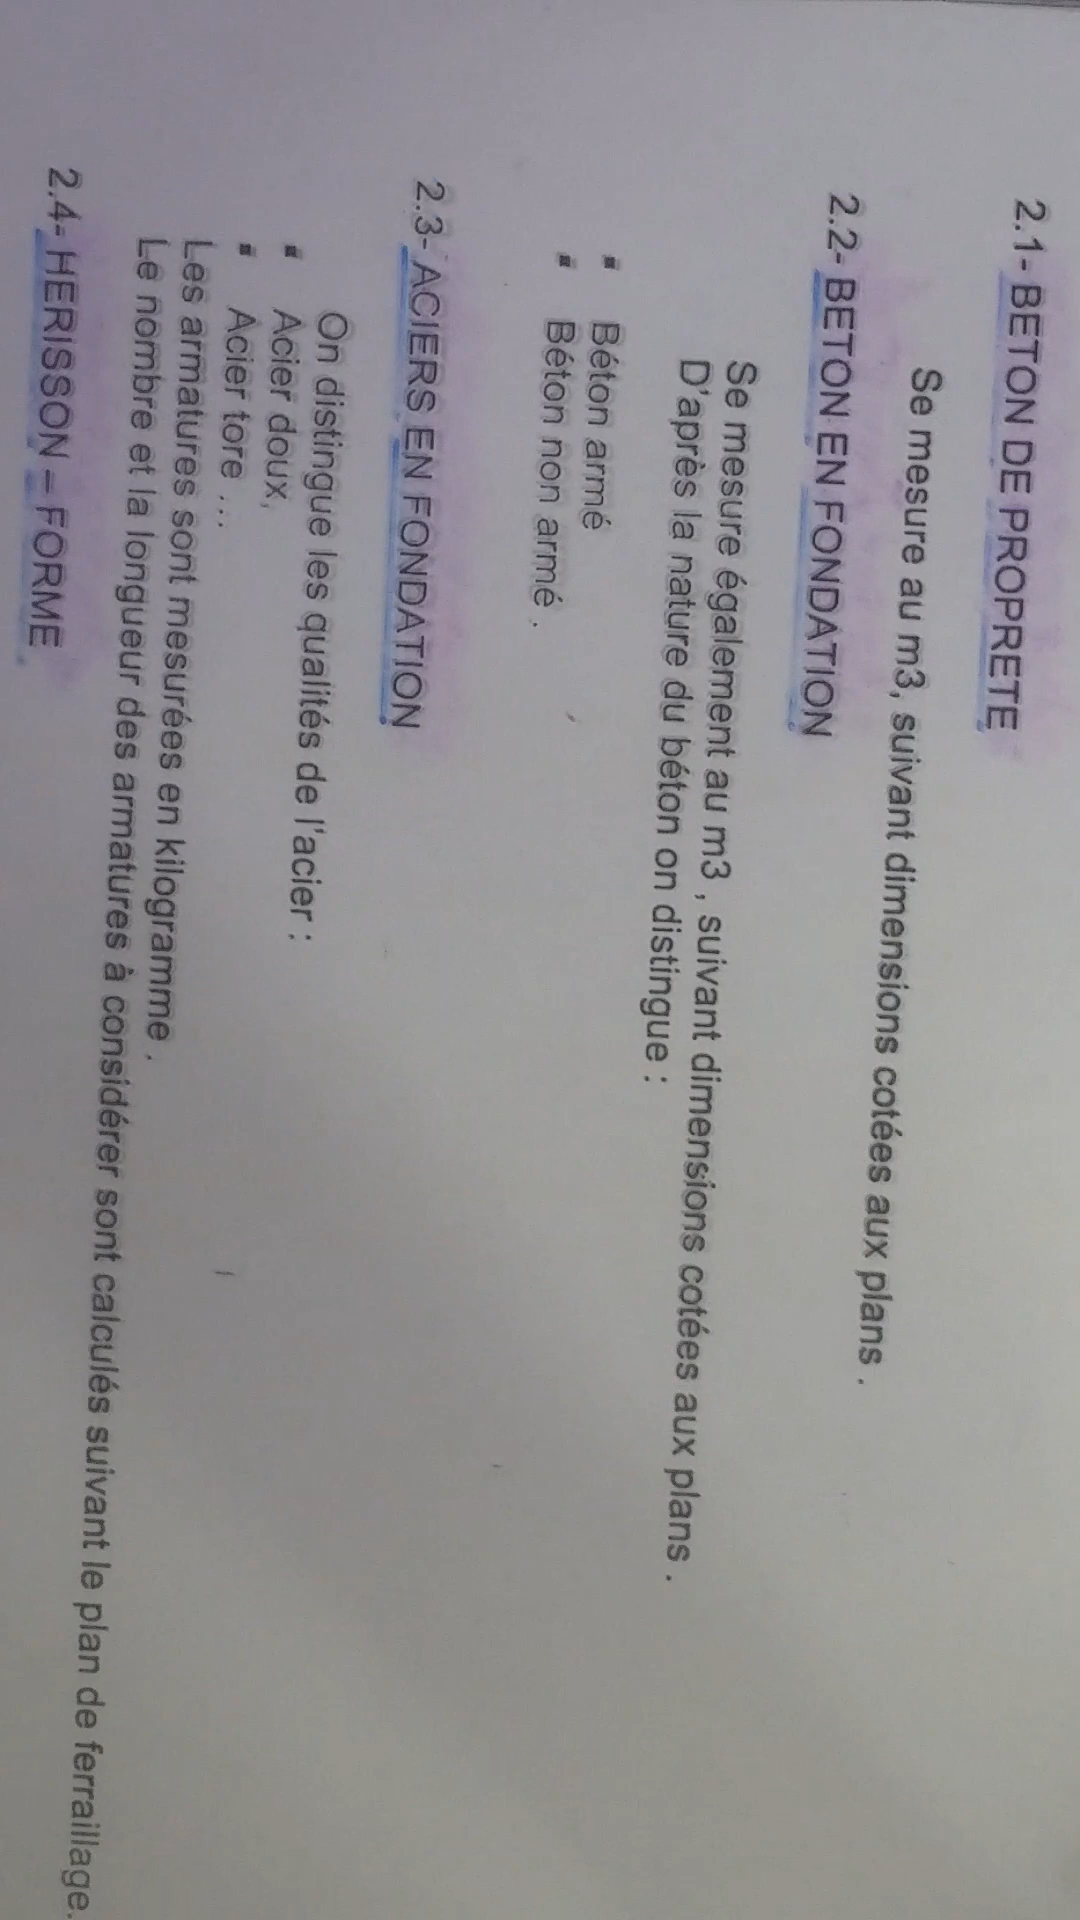 2.1- BETON DE PROPRETE
Se mesure au m3, suivant dimensions cotées aux plans .
2.2- BETON EN FONDATION
Se mesure également au m3 , suivant dimensions cotées aux plans .
D'après la nature du béton on distingue :
▪ Béton armé
▪ Béton non armé .
2.3- ACIERS EN FONDATION
On distingue les qualités de l'acier :
▪ Acier doux,
▪ Acier tore ...
Les armatures sont mesurées en kilogramme .
Le nombre et la longueur des armatures à considérer sont calculés suivant le plan de ferraillage.
2.4- HERISSON – FORME